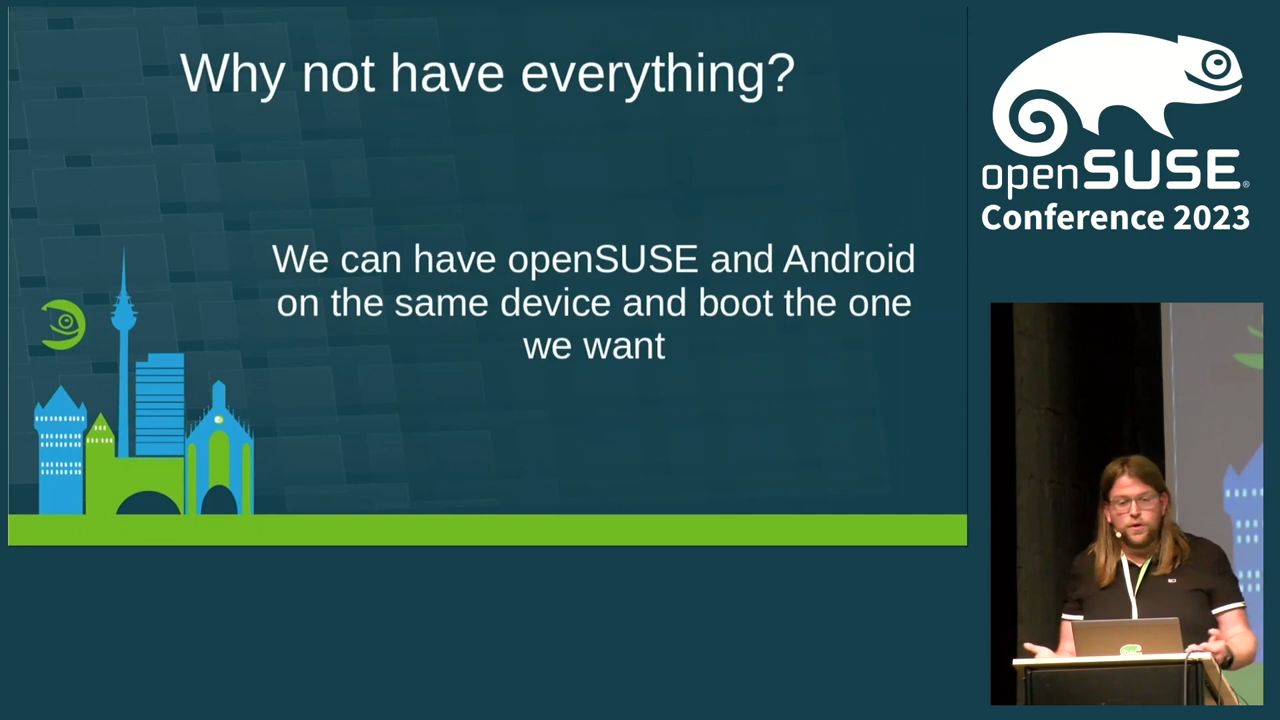 Why not have everything?
We can have openSUSE and Android
on the same device and boot the one
we want
openSUSE®
Conference 2023